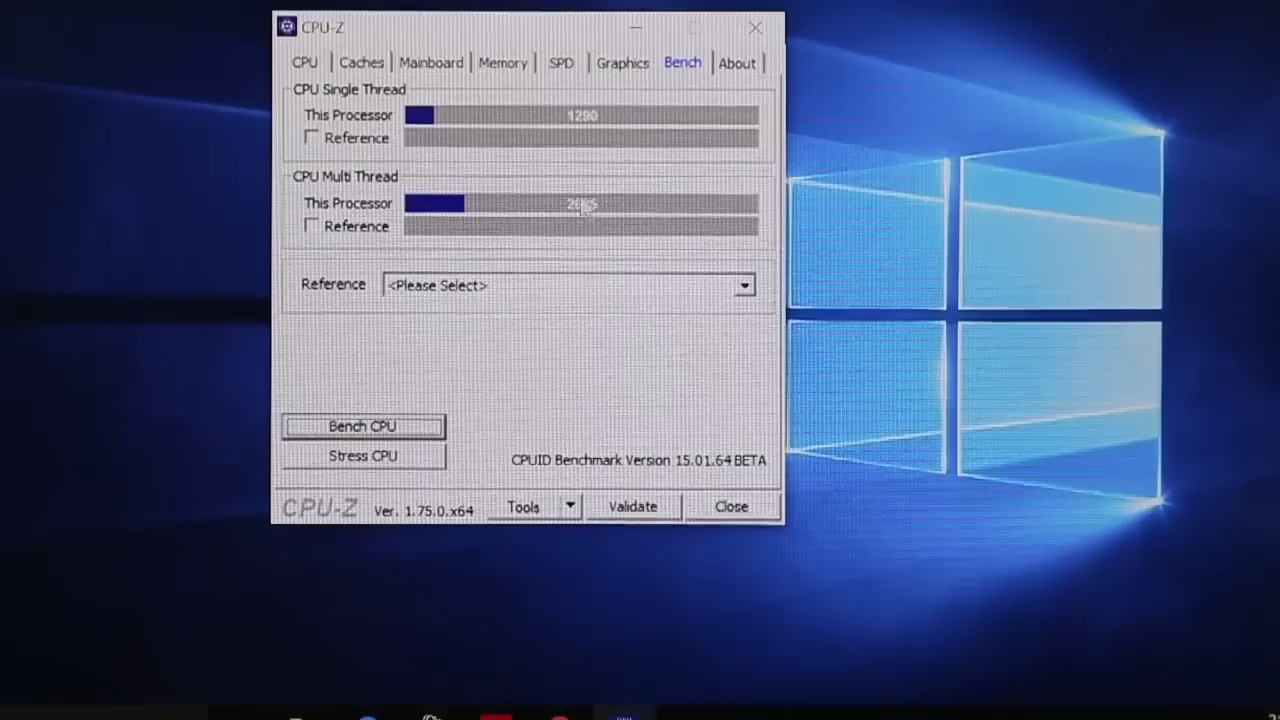 CPU-Z
CPU Caches Mainboard Memory SPD Graphics Bench About
CPU Single Thread
This Processor 1290
Reference
CPU Multi Thread
This Processor
Reference
Reference <Please Select>
Bench CPU
Stress CPU
CPUID Benchmark Version 15.01.64 BETA
CPU-Z Ver. 1.75.0.x64 Tools Validate Close